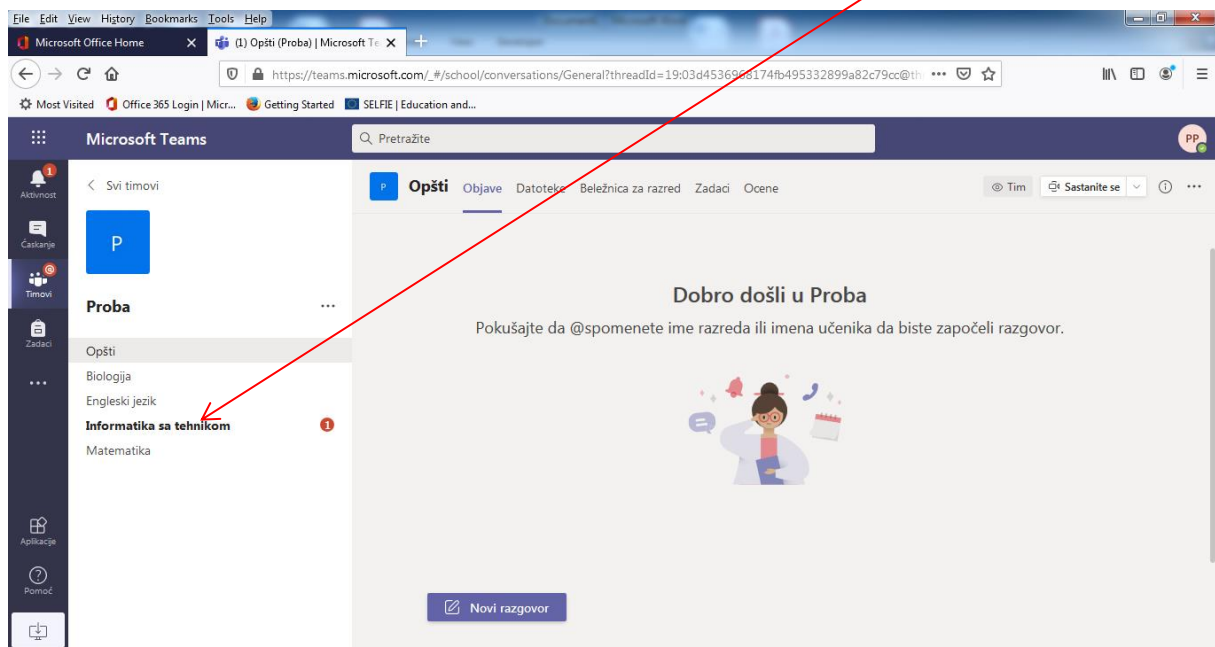 File Edit View History Bookmarks Tools Help
Microsoft Office Home
(1) Opšti (Proba) | Microsoft Te
https://teams.microsoft.com/_#/school/conversations/General?threadId=19:03d4536968174fb495332899a82c79cc@th
Most Visited Office 365 Login | Micr... Getting Started SELFIE | Education and...
Microsoft Teams
Pretražite
PP
1
Aktivnost
Svi timovi
P Opšti Objave Datoteke Beležnica za razred Zadaci Ocene
Tim Sastanite se
Ćaskanje
P
Timovi
Proba
Dobro došli u Proba
Pokušajte da @spomenete ime razreda ili imena učenika da biste započeli razgovor.
Zadaci
Opšti
Biologija
Engleski jezik
Informatika sa tehnikom 1
Matematika
Aplikacije
Pomoć
Novi razgovor